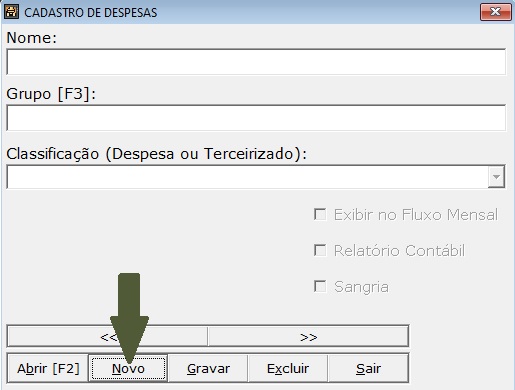 CADASTRO DE DESPESAS
Nome:
Grupo [F3]:
Classificação (Despesa ou Terceirizado):
Exibir no Fluxo Mensal
Relatório Contábil
Sangria
<< >>
Abrir [F2] Novo Gravar Excluir Sair